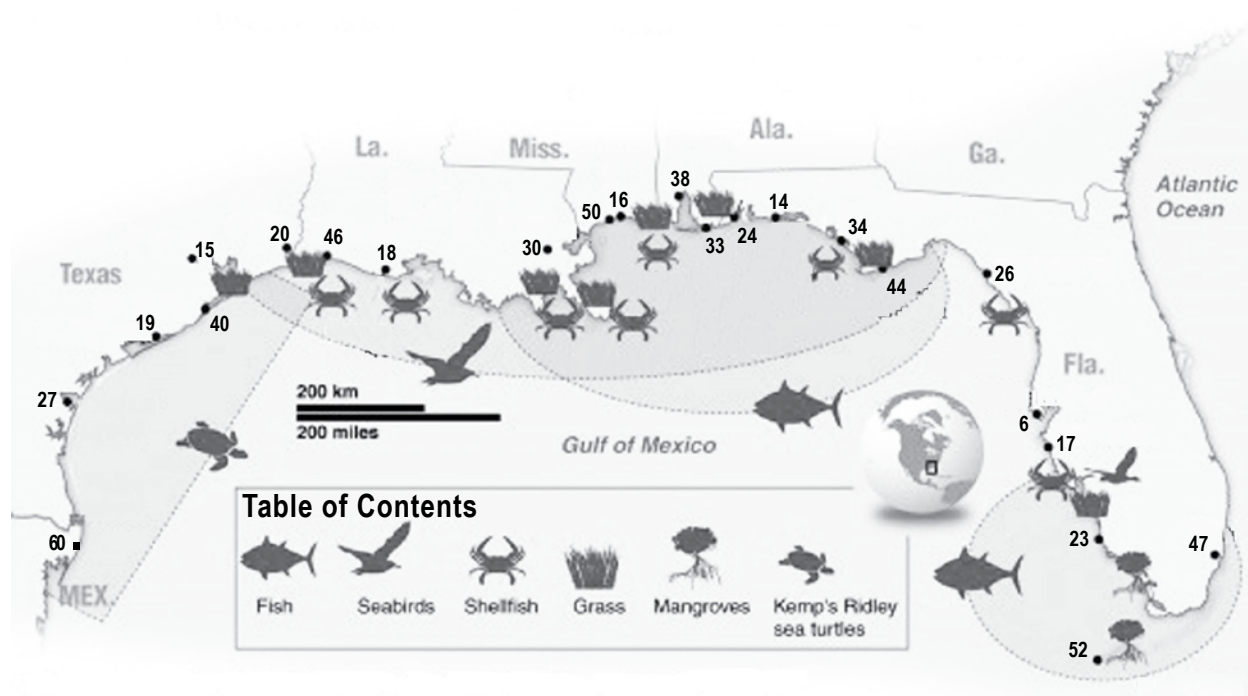 Ala.
La.
Miss.
Ga.
Atlantic
Ocean
38
50
16
14
34
20
46
30
33
24
15
18
44
26
Texas
19
40
Fla.
27
200 km
200 miles
6
17
Gulf of Mexico
Table of Contents
60
23
47
MEX.
Fish
Seabirds
Shellfish
Grass
Mangroves
Kemp's Ridley
sea turtles
52